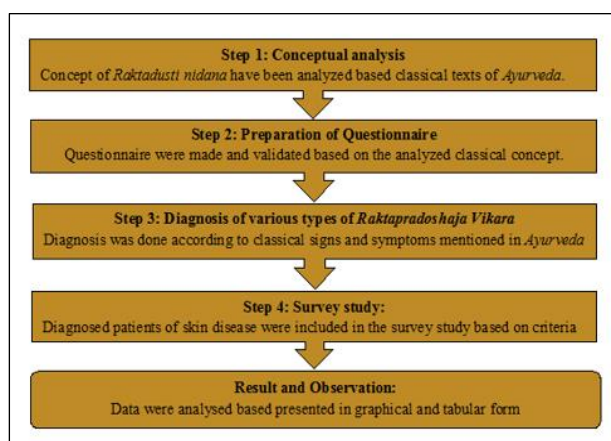 Step 1: Conceptual analysis
Concept of Raktadusti nidana have been analyzed based classical texts of Ayurveda.
Step 2: Preparation of Questionnaire
Questionnaire were made and validated based on the analyzed classical concept.
Step 3: Diagnosis of various types of Raktapradoshaja Vikara
Diagnosis was done according to classical signs and symptoms mentioned in Ayurveda
Step 4: Survey study:
Diagnosed patients of skin disease were included in the survey study based on criteria
Result and Observation:
Data were analysed based presented in graphical and tabular form